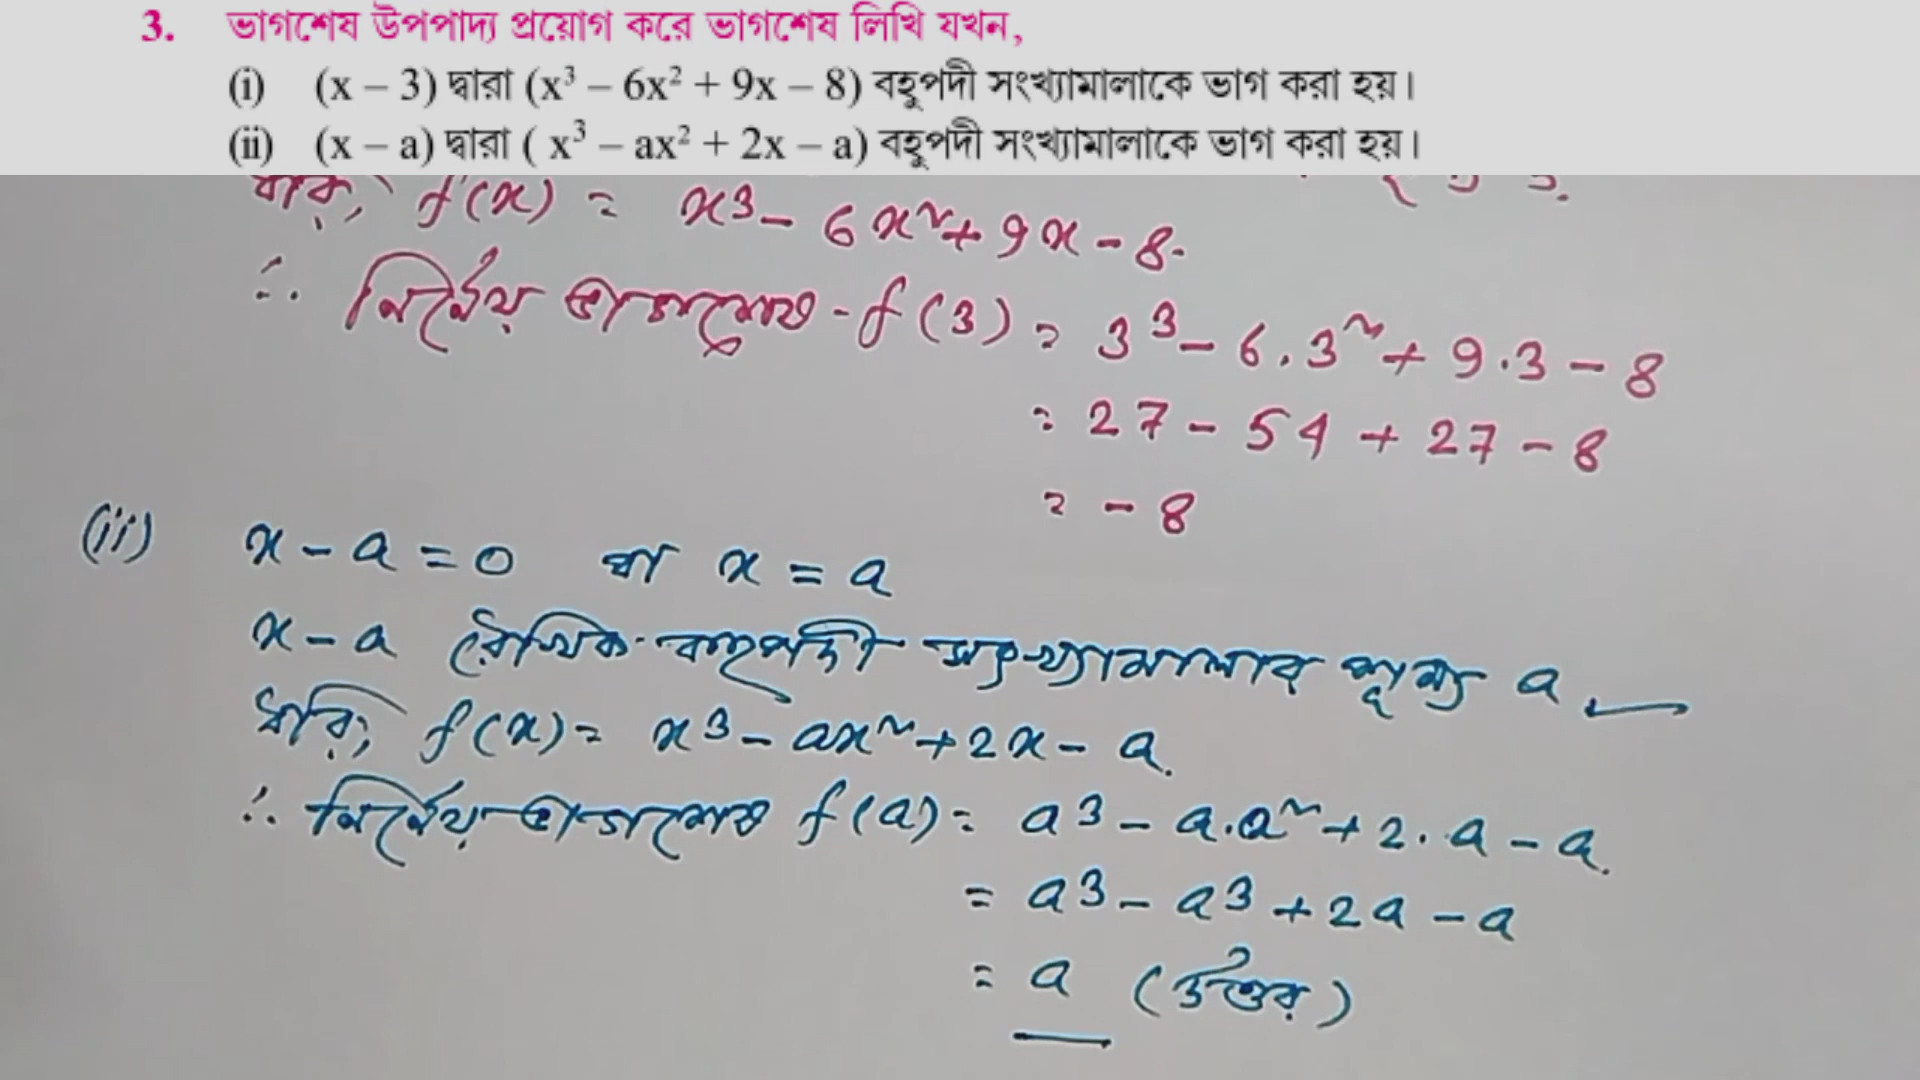 3. ভাগশেষ উপপাদ্য প্রয়োগ করে ভাগশেষ লিখি যখন,
(i) (x – 3) দ্বারা (x³ – 6x² + 9x – 8) বহুপদী সংখ্যামালাকে ভাগ করা হয়।
(ii) (x – a) দ্বারা ( x³ – ax² + 2x – a) বহুপদী সংখ্যামালাকে ভাগ করা হয়।
ধরি, f(x) = x³ – 6x² + 9x – 8.
∴ নির্ণেয় ভাগশেষ - f(3) = 3³ – 6.3² + 9.3 – 8
= 27 – 54 + 27 – 8
= – 8
(ii) x – a = 0 বা x = a
x – a রৈখিক বহুপদী সংখ্যামালার শূন্য a
ধরি, f(x) = x³ – ax² + 2x – a.
∴ নির্ণেয় ভাগশেষ f(a) = a³ – a.a² + 2.a – a.
= a³ – a³ + 2a – a
= a (উত্তর)